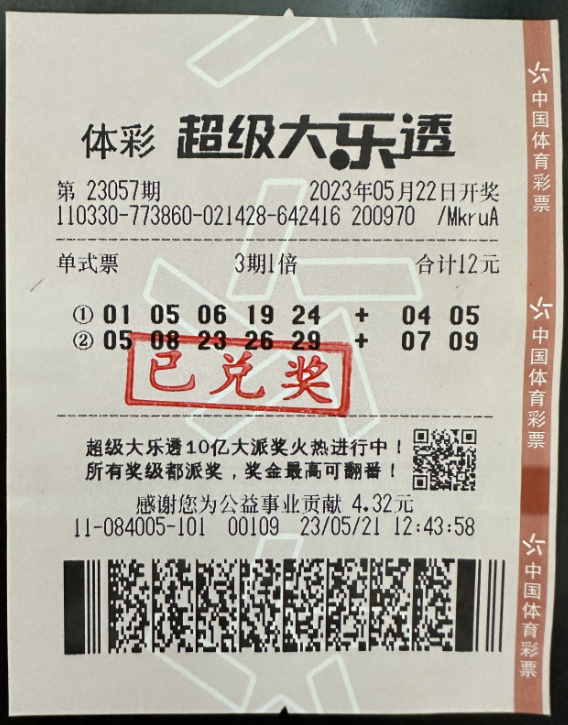 体彩 超级大乐透
第 23057期 2023年05月22日开奖
110330-773860-021428-642416 200970 /MkruA
单式票 3期1倍 合计12元
① 01 05 06 19 24 + 04 05
② 05 08 23 26 29 + 07 09
已兑奖
超级大乐透10亿大派奖火热进行中！
所有奖级都派奖，奖金最高可翻番！
感谢您为公益事业贡献 4.32元
11-084005-101 00109 23/05/21 12:43:58
中国体育彩票
中国体育彩票
中国体育彩票